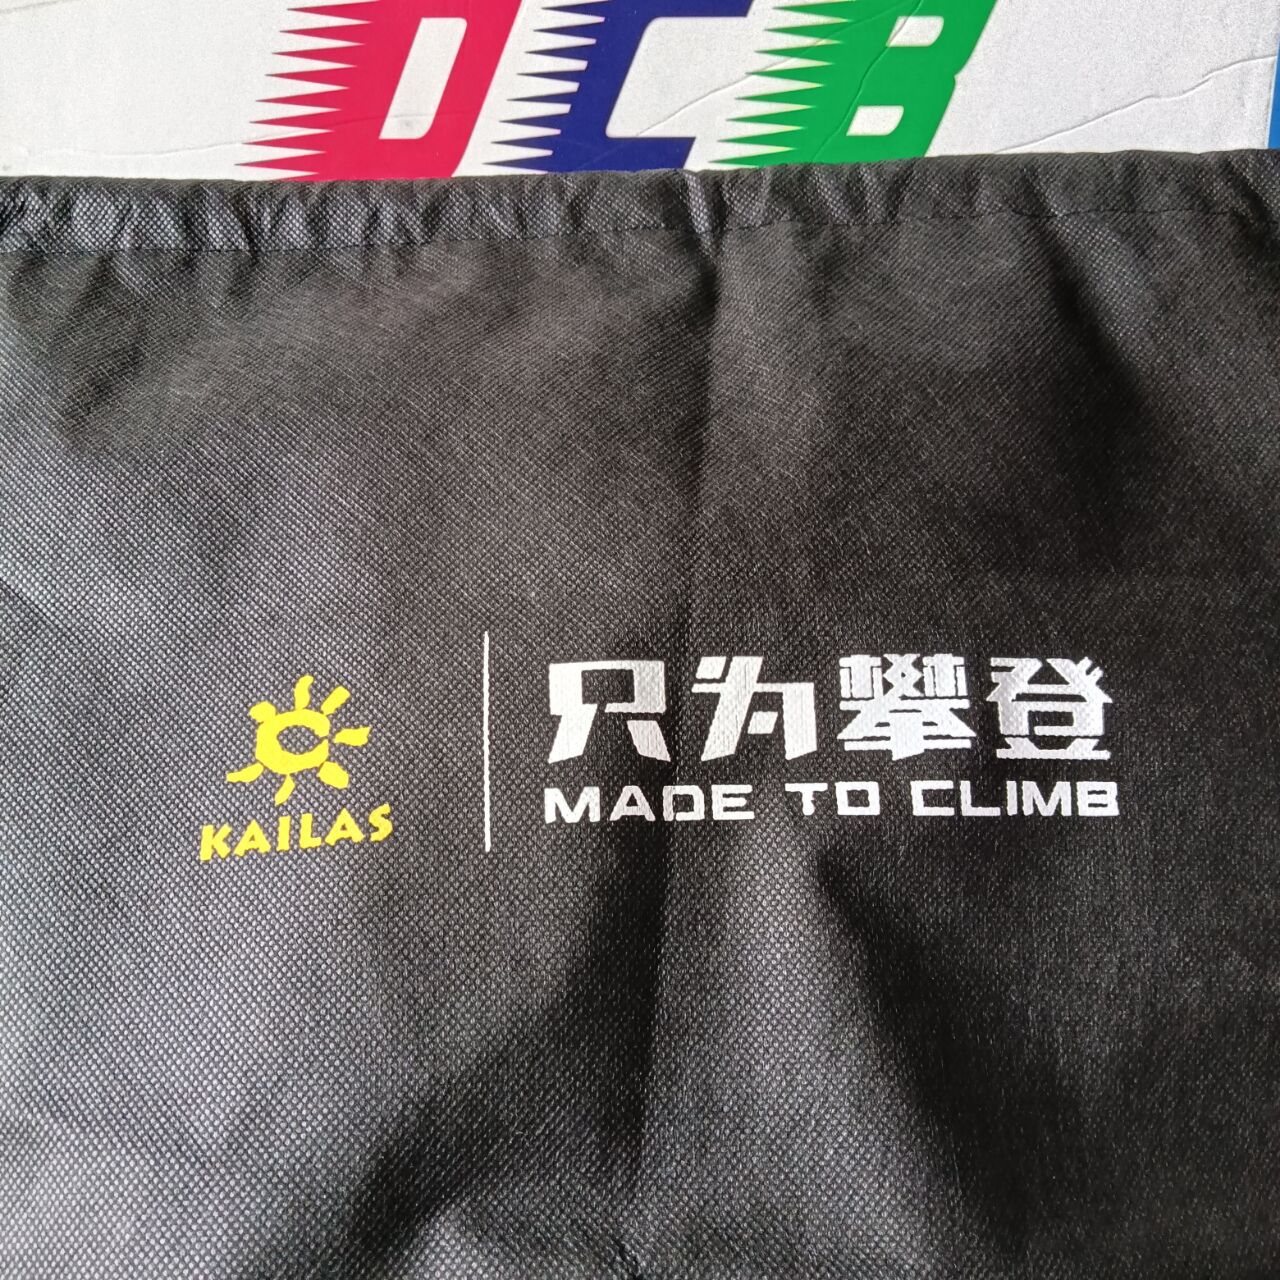 DCB
只为攀登
MADE TO CLIMB
KAILAS